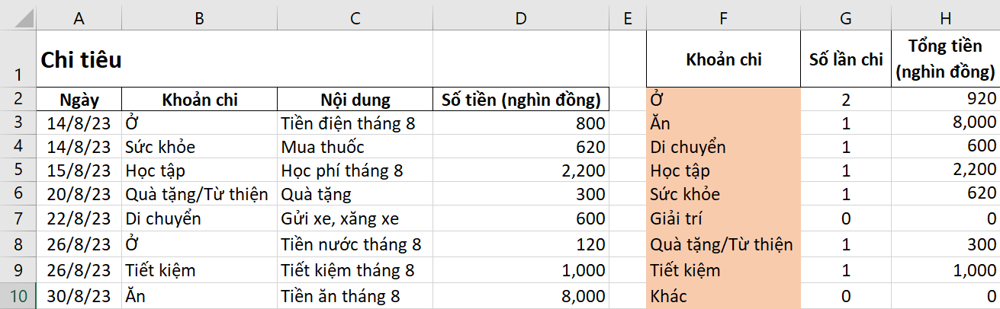 A B C D E F G H
1 Chi tiêu Khoản chi Số lần chi Tổng tiền (nghìn đồng)
2 Ngày Khoản chi Nội dung Số tiền (nghìn đồng) Ở 2 920
3 14/8/23 Ở Tiền điện tháng 8 800 Ăn 1 8,000
4 14/8/23 Sức khỏe Mua thuốc 620 Di chuyển 1 600
5 15/8/23 Học tập Học phí tháng 8 2,200 Học tập 1 2,200
6 20/8/23 Quà tặng/Từ thiện Quà tặng 300 Sức khỏe 1 620
7 22/8/23 Di chuyển Gửi xe, xăng xe 600 Giải trí 0 0
8 26/8/23 Ở Tiền nước tháng 8 120 Quà tặng/Từ thiện 1 300
9 26/8/23 Tiết kiệm Tiết kiệm tháng 8 1,000 Tiết kiệm 1 1,000
10 30/8/23 Ăn Tiền ăn tháng 8 8,000 Khác 0 0